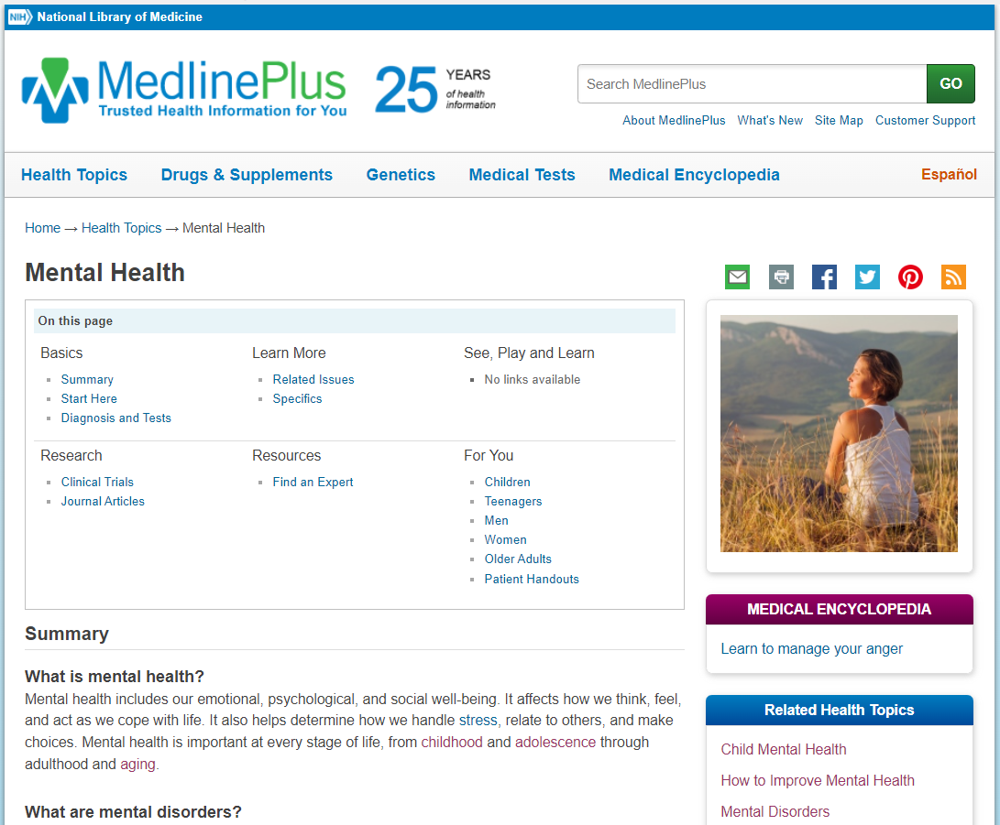 NIH National Library of Medicine
MedlinePlus
Trusted Health Information for You
25 YEARS
of health
information
Search MedlinePlus
GO
About MedlinePlus What's New Site Map Customer Support
Health Topics Drugs & Supplements Genetics Medical Tests Medical Encyclopedia Español
Home → Health Topics → Mental Health
Mental Health
On this page
Basics
Summary
Start Here
Diagnosis and Tests
Learn More
Related Issues
Specifics
See, Play and Learn
No links available
Research
Clinical Trials
Journal Articles
Resources
Find an Expert
For You
Children
Teenagers
Men
Women
Older Adults
Patient Handouts
Summary
What is mental health?
Mental health includes our emotional, psychological, and social well-being. It affects how we think, feel,
and act as we cope with life. It also helps determine how we handle stress, relate to others, and make
choices. Mental health is important at every stage of life, from childhood and adolescence through
adulthood and aging.
What are mental disorders?
MEDICAL ENCYCLOPEDIA
Learn to manage your anger
Related Health Topics
Child Mental Health
How to Improve Mental Health
Mental Disorders